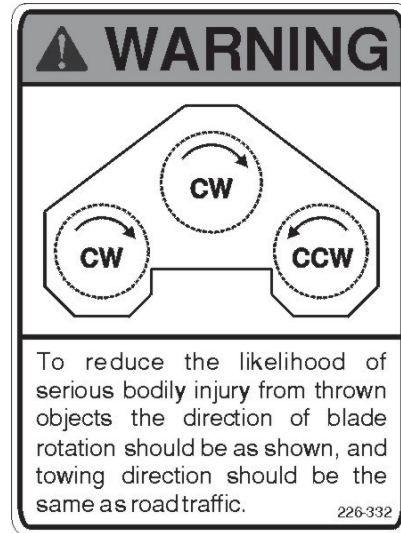 WARNING
CW
CW
CCW
To reduce the likelihood of
serious bodily injury from thrown
objects the direction of blade
rotation should be as shown, and
towing direction should be the
same as road traffic.
226-332